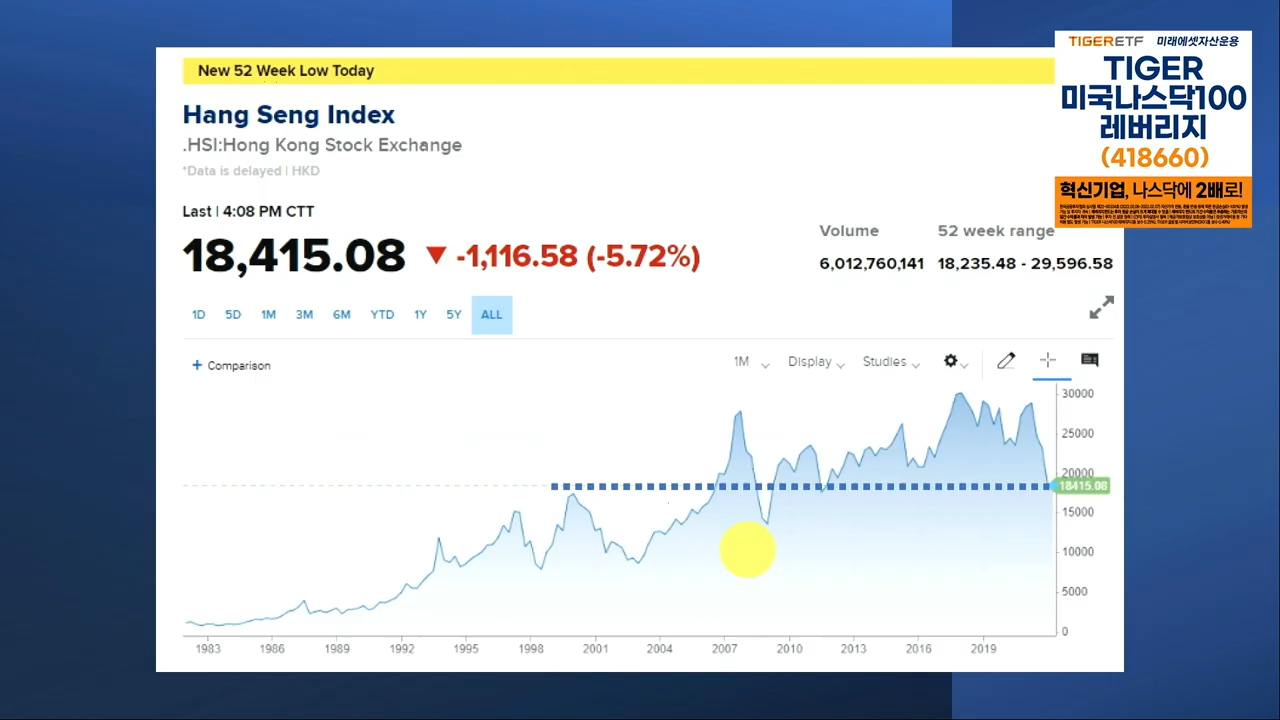 New 52 Week Low Today
Hang Seng Index
.HSI:Hong Kong Stock Exchange
*Data is delayed | HKD
Last | 4:08 PM CTT
18,415.08 ▼ -1,116.58 (-5.72%)
Volume 52 week range
6,012,760,141 18,235.48 - 29,596.58
1D 5D 1M 3M 6M YTD 1Y 5Y ALL
+ Comparison
1M Display Studies
30000
25000
20000
18415.08
15000
10000
5000
0
1983 1986 1989 1992 1995 1998 2001 2004 2007 2010 2013 2016 2019
TIGERETF 미래에셋자산운용
TIGER
미국나스닥100
레버리지
(418660)
혁신기업, 나스닥에 2배로!